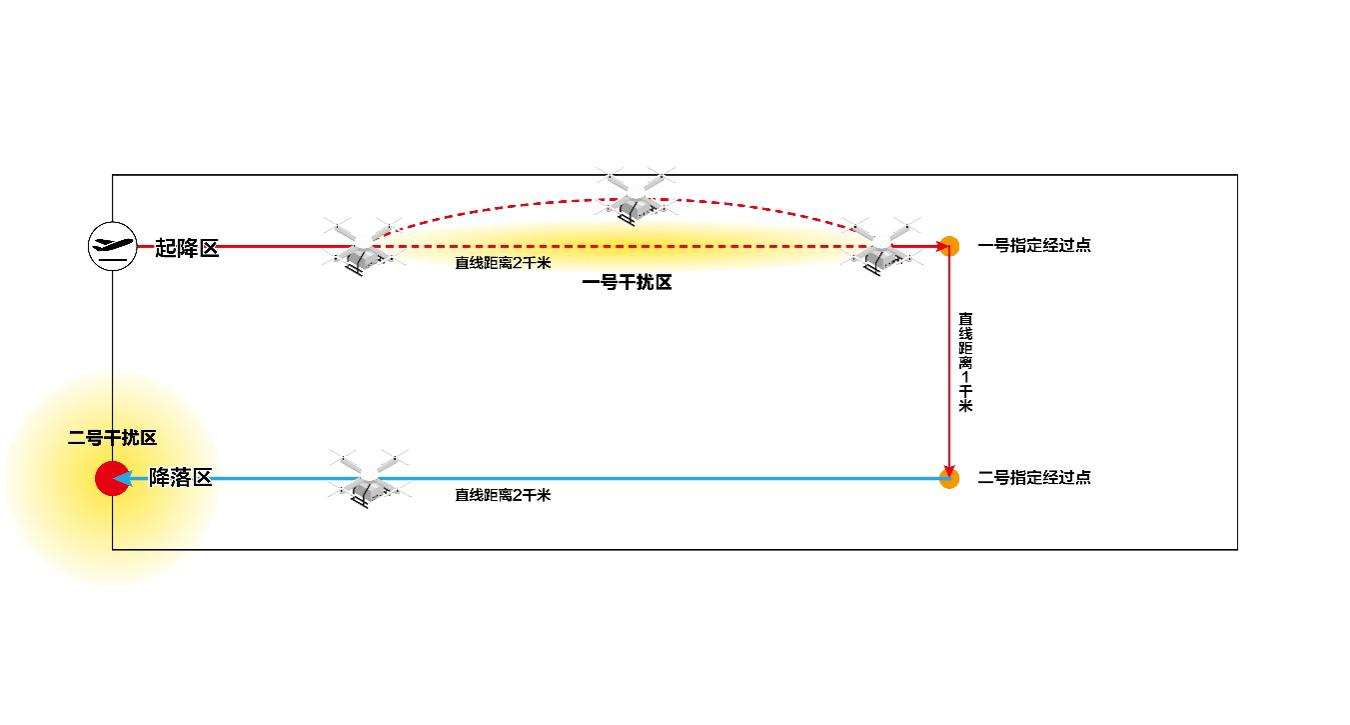 起降区
一号指定经过点
直线距离2千米
一号干扰区
直线距离1千米
二号干扰区
降落区
二号指定经过点
直线距离2千米